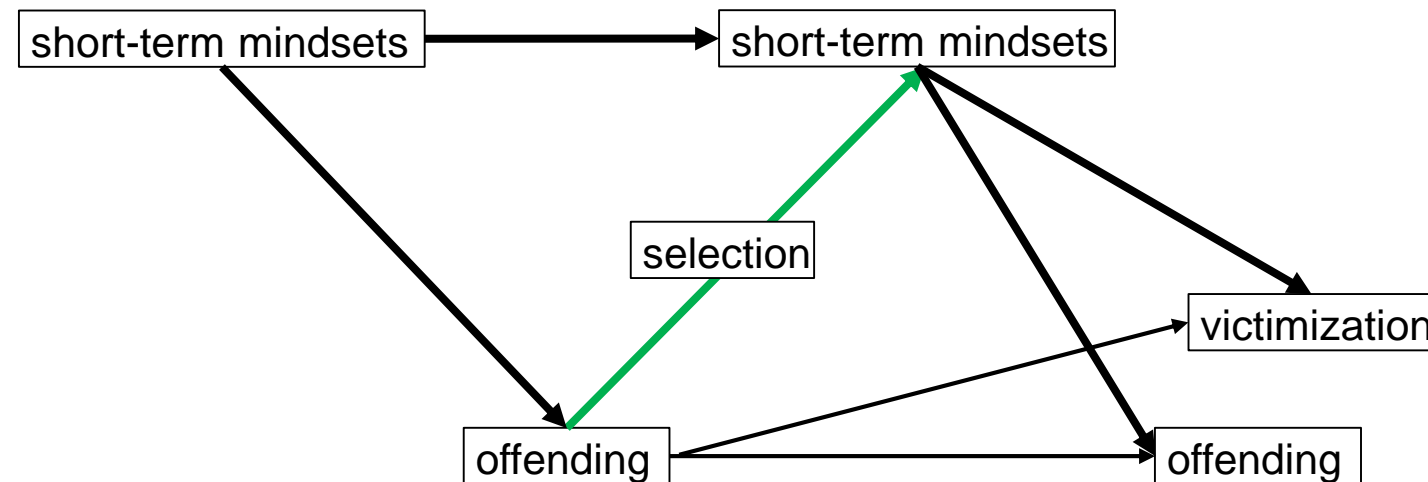 short-term mindsets
short-term mindsets
selection
victimization
offending
offending